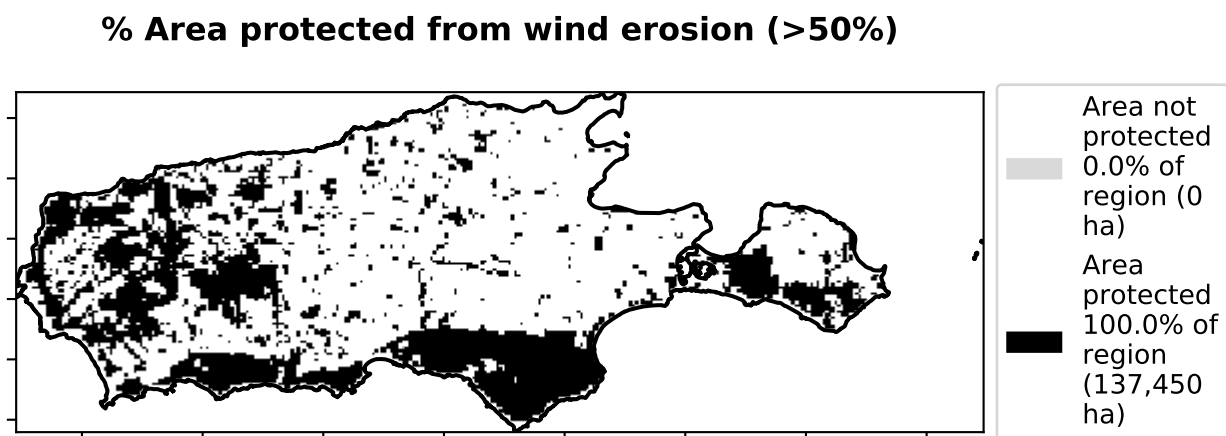 % Area protected from wind erosion (>50%)
Area not
protected
0.0% of
region (0
ha)
Area
protected
100.0% of
region
(137,450
ha)